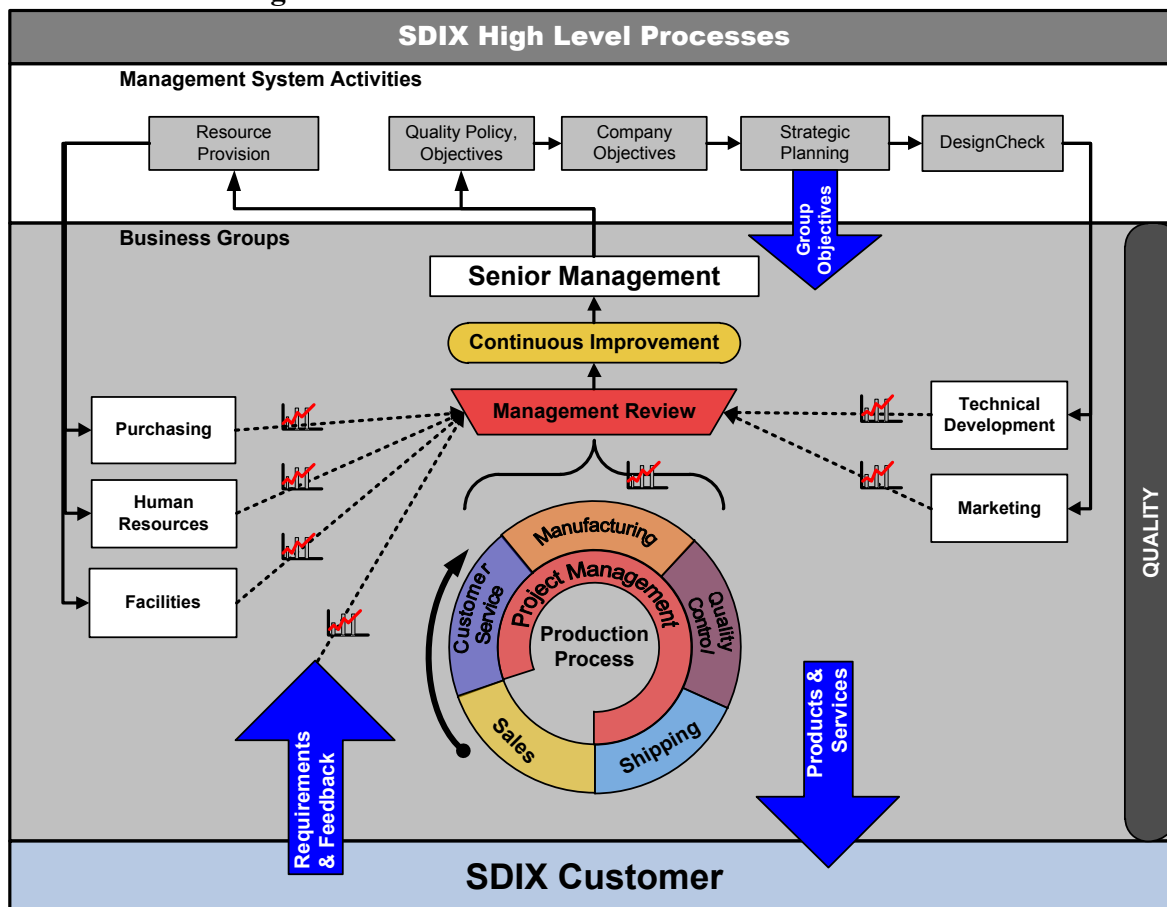 SDIX High Level Processes
Management System Activities
Resource
Provision
Quality Policy,
Objectives
Company
Objectives
Strategic
Planning
DesignCheck
Group
Objectives
Business Groups
Senior Management
Continuous Improvement
Management Review
Purchasing
Human
Resources
Facilities
Technical
Development
Marketing
QUALITY
Manufacturing
Project Management
Customer
Service
Quality
Control
Production
Process
Sales
Shipping
Requirements
& Feedback
Products &
Services
SDIX Customer